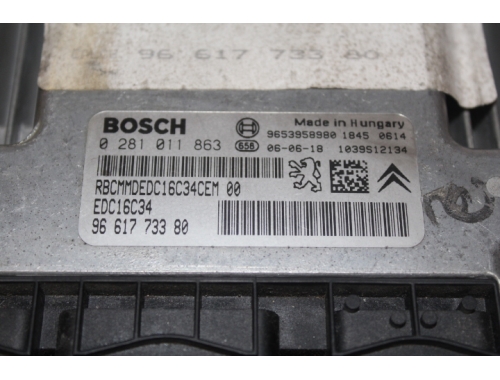 96 617 733 80
BOSCH
Made in Hungary
9653958980 1845 0614
0 281 011 863
656
06-06-18
1039S12134
RBCMMDEDC16C34CEM 00
EDC16C34
96 617 733 80